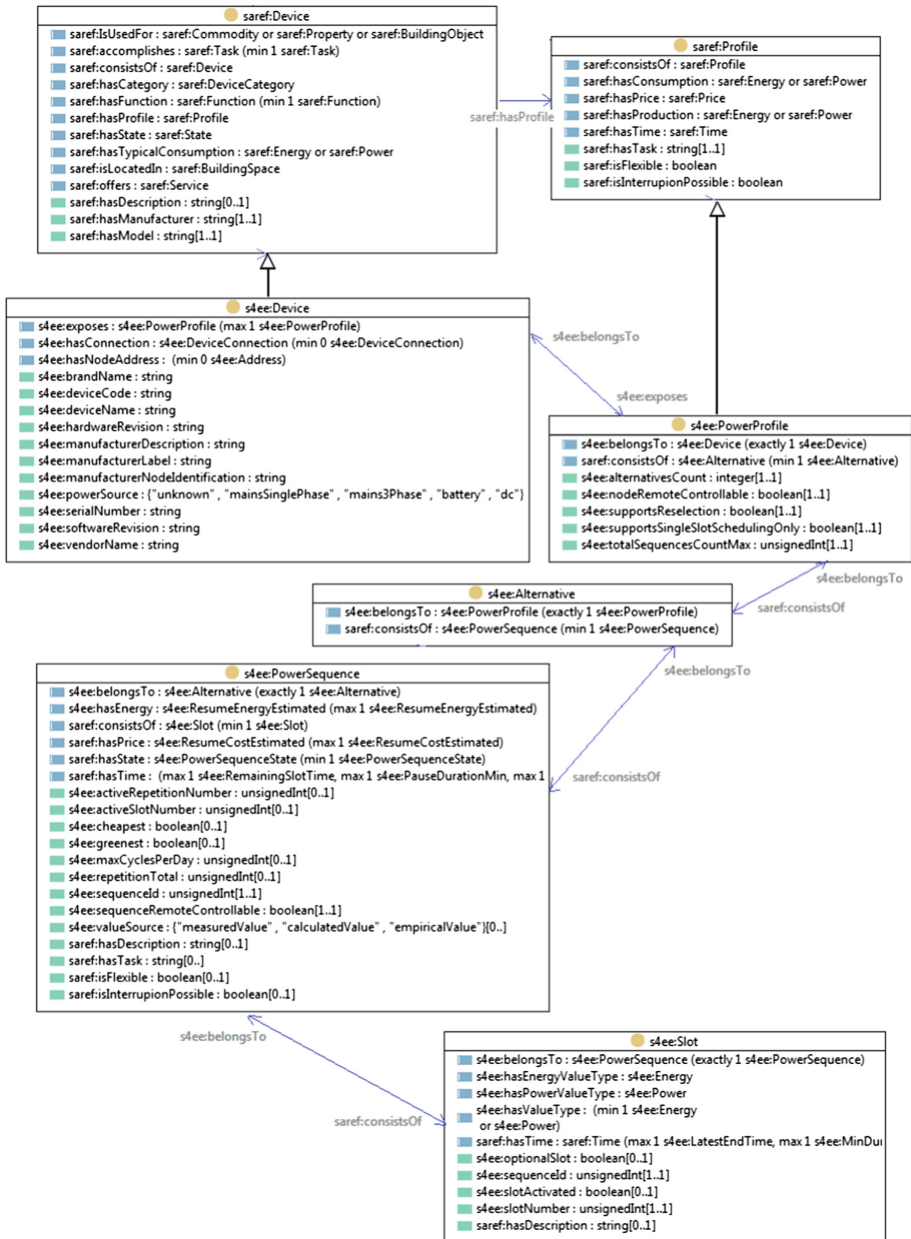 saref:Device
saref:IsUsedFor : saref:Commodity or saref:Property or saref:BuildingObject
saref:accomplishes : saref:Task (min 1 saref:Task)
saref:consistsOf : saref:Device
saref:hasCategory : saref:DeviceCategory
saref:hasFunction : saref:Function (min 1 saref:Function)
saref:hasProfile : saref:Profile
saref:hasState : saref:State
saref:hasTypicalConsumption : saref:Energy or saref:Power
saref:isLocatedIn : saref:BuildingSpace
saref:offers : saref:Service
saref:hasDescription : string[0..1]
saref:hasManufacturer : string[1..1]
saref:hasModel : string[1..1]
saref:hasProfile
saref:Profile
saref:consistsOf : saref:Profile
saref:hasConsumption : saref:Energy or saref:Power
saref:hasPrice : saref:Price
saref:hasProduction : saref:Energy or saref:Power
saref:hasTime : saref:Time
saref:hasTask : string[1..1]
saref:isFlexible : boolean
saref:isInterrupionPossible : boolean
s4ee:Device
s4ee:exposes : s4ee:PowerProfile (max 1 s4ee:PowerProfile)
s4ee:hasConnection : s4ee:DeviceConnection (min 0 s4ee:DeviceConnection)
s4ee:hasNodeAddress : (min 0 s4ee:Address)
s4ee:brandName : string
s4ee:deviceCode : string
s4ee:deviceName : string
s4ee:hardwareRevision : string
s4ee:manufacturerDescription : string
s4ee:manufacturerLabel : string
s4ee:manufacturerNodeIdentification : string
s4ee:powerSource : {"unknown" , "mainsSinglePhase" , "mains3Phase" , "battery" , "dc"}
s4ee:serialNumber : string
s4ee:softwareRevision : string
s4ee:vendorName : string
s4ee:belongsTo
s4ee:exposes
s4ee:PowerProfile
s4ee:belongsTo : s4ee:Device (exactly 1 s4ee:Device)
saref:consistsOf : s4ee:Alternative (min 1 s4ee:Alternative)
s4ee:alternativesCount : integer[1..1]
s4ee:nodeRemoteControllable : boolean[1..1]
s4ee:supportsReselection : boolean[1..1]
s4ee:supportsSingleSlotSchedulingOnly : boolean[1..1]
s4ee:totalSequencesCountMax : unsignedInt[1..1]
s4ee:belongsTo
saref:consistsOf
s4ee:Alternative
s4ee:belongsTo : s4ee:PowerProfile (exactly 1 s4ee:PowerProfile)
saref:consistsOf : s4ee:PowerSequence (min 1 s4ee:PowerSequence)
s4ee:belongsTo
saref:consistsOf
s4ee:PowerSequence
s4ee:belongsTo : s4ee:Alternative (exactly 1 s4ee:Alternative)
s4ee:hasEnergy : s4ee:ResumeEnergyEstimated (max 1 s4ee:ResumeEnergyEstimated)
saref:consistsOf : s4ee:Slot (min 1 s4ee:Slot)
saref:hasPrice : s4ee:ResumeCostEstimated (max 1 s4ee:ResumeCostEstimated)
saref:hasState : s4ee:PowerSequenceState (min 1 s4ee:PowerSequenceState)
saref:hasTime : (max 1 s4ee:RemainingSlotTime, max 1 s4ee:PauseDurationMin, max 1
s4ee:activeRepetitionNumber : unsignedInt[0..1]
s4ee:activeSlotNumber : unsignedInt[0..1]
s4ee:cheapest : boolean[0..1]
s4ee:greenest : boolean[0..1]
s4ee:maxCyclesPerDay : unsignedInt[0..1]
s4ee:repetitionTotal : unsignedInt[0..1]
s4ee:sequenceId : unsignedInt[1..1]
s4ee:sequenceRemoteControllable : boolean[1..1]
s4ee:valueSource : {"measuredValue" , "calculatedValue" , "empiricalValue"}[0..]
saref:hasDescription : string[0..1]
saref:hasTask : string[0..]
saref:isFlexible : boolean[0..1]
saref:isInterrupionPossible : boolean[0..1]
s4ee:belongsTo
saref:consistsOf
s4ee:Slot
s4ee:belongsTo : s4ee:PowerSequence (exactly 1 s4ee:PowerSequence)
s4ee:hasEnergyValueType : s4ee:Energy
s4ee:hasPowerValueType : s4ee:Power
s4ee:hasValueType : (min 1 s4ee:Energy
or s4ee:Power)
saref:hasTime : saref:Time (max 1 s4ee:LatestEndTime, max 1 s4ee:MinDu
s4ee:optionalSlot : boolean[0..1]
s4ee:sequenceId : unsignedInt[1..1]
s4ee:slotActivated : boolean[0..1]
s4ee:slotNumber : unsignedInt[1..1]
saref:hasDescription : string[0..1]